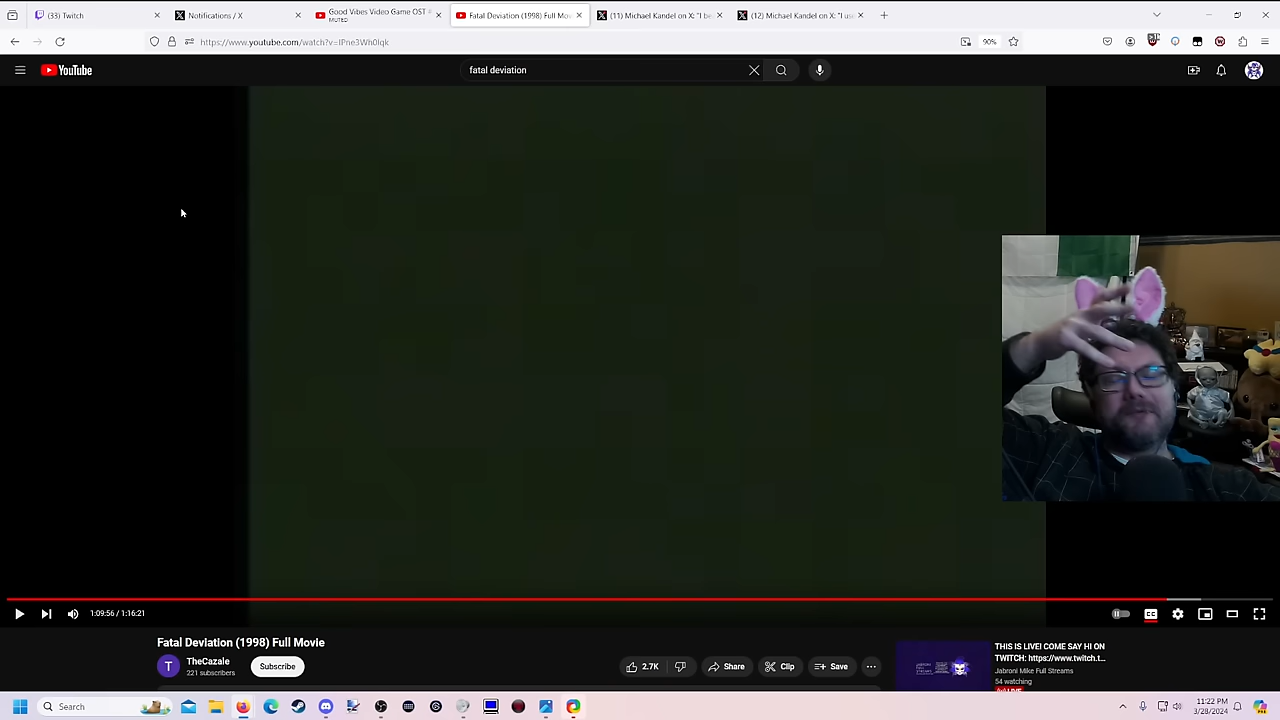 (33) Twitch
Notifications / X
Good Vibes Video Game OST
MUTED
Fatal Deviation (1998) Full Mo
(11) Michael Kandel on X: "I be
(12) Michael Kandel on X: "I us
https://www.youtube.com/watch?v=IPne3Wh0lqk
90%
YouTube
fatal deviation
1:09:56 / 1:16:21
Fatal Deviation (1998) Full Movie
T
TheCazale
221 subscribers
Subscribe
2.7K
Share
Clip
Save
THIS IS LIVE! COME SAY HI ON
TWITCH: https://www.twitch.t...
Jabroni Mike Full Streams
54 watching
LIVE
Search
11:22 PM
3/28/2024